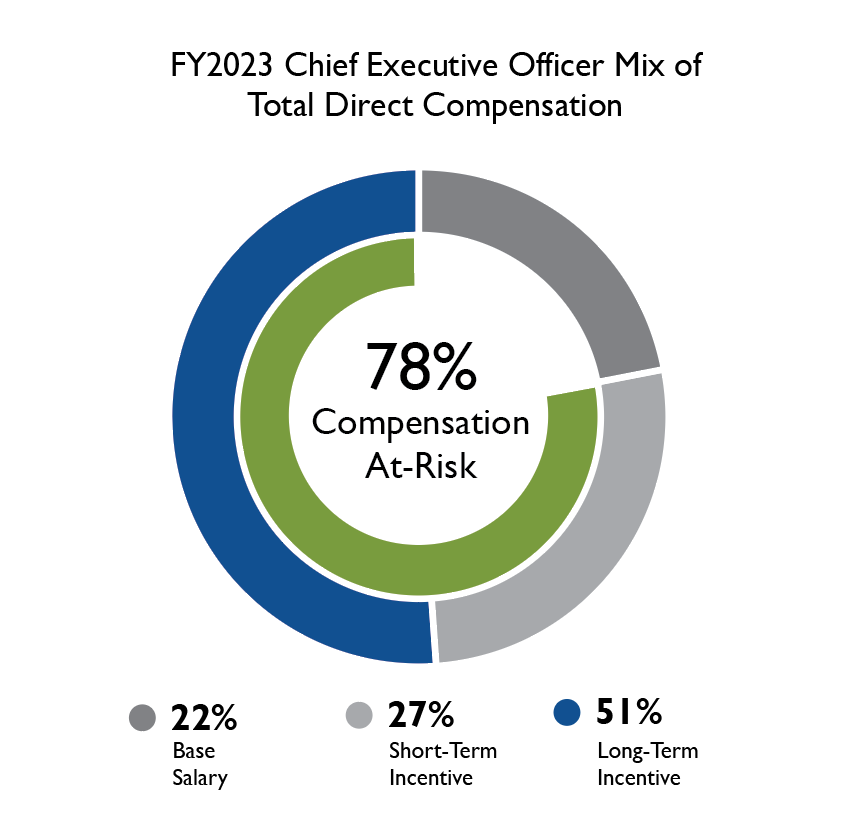 FY2023 Chief Executive Officer Mix of
Total Direct Compensation
78%
Compensation
At-Risk
22%
Base
Salary
27%
Short-Term
Incentive
51%
Long-Term
Incentive